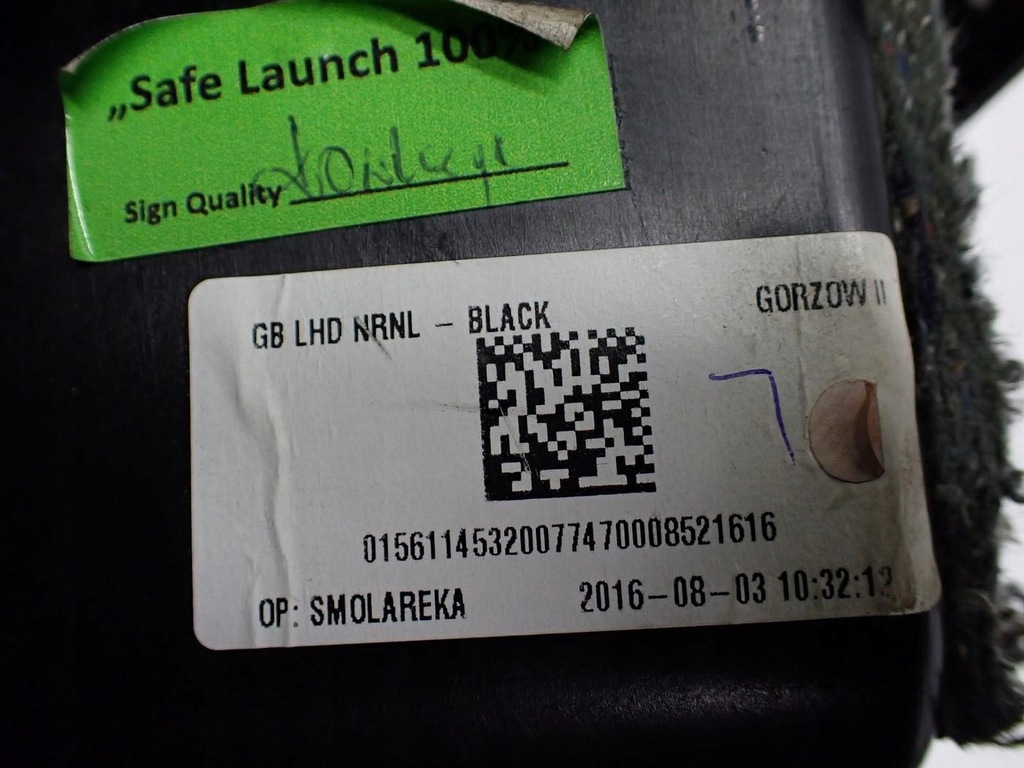 „Safe Launch 100%
Sign Quality
GB LHD NRNL - BLACK
GORZOW II
7
01561145320077470008521616
OP: SMOLAREKA
2016-08-03 10:32:12